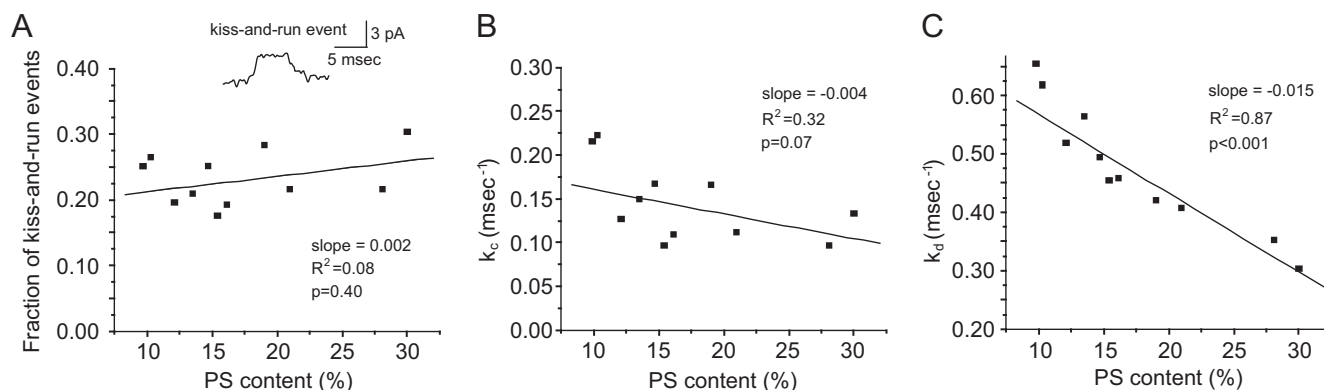 A
kiss-and-run event
3 pA
5 msec
Fraction of kiss-and-run events
0.40
0.30
0.20
0.10
0.00
slope = 0.002
R²=0.08
p=0.40
10 15 20 25 30
PS content (%)
B
k_c (msec⁻¹)
0.30
0.25
0.20
0.15
0.10
0.05
0.00
slope = -0.004
R²=0.32
p=0.07
10 15 20 25 30
PS content (%)
C
k_d (msec⁻¹)
0.60
0.50
0.40
0.30
0.20
slope = -0.015
R²=0.87
p<0.001
10 15 20 25 30
PS content (%)